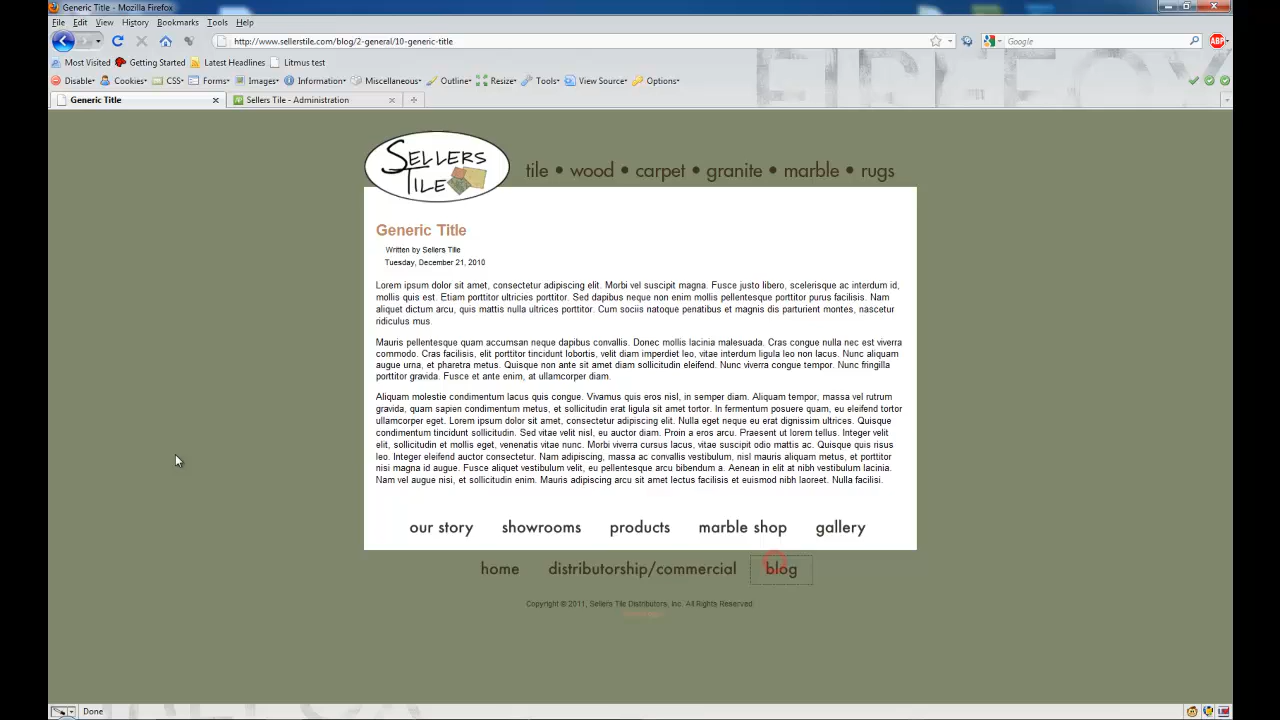 Generic Title - Mozilla Firefox
File Edit View History Bookmarks Tools Help
http://www.sellerstile.com/blog/2-general/10-generic-title
Google
ABP
Most Visited Getting Started Latest Headlines Litmus test
Disable Cookies CSS Forms Images Information Miscellaneous Outline Resize Tools View Source Options
Generic Title
Sellers Tile - Administration
SELLERS TILE
tile • wood • carpet • granite • marble • rugs
Generic Title
Written by Sellers Tile
Tuesday, December 21, 2010
Lorem ipsum dolor sit amet, consectetur adipiscing elit. Morbi vel suscipit magna. Fusce justo libero, scelerisque ac interdum id,
mollis quis est. Etiam porttitor ultricies porttitor. Sed dapibus neque non enim mollis pellentesque porttitor purus facilisis. Nam
aliquet dictum arcu, quis mattis nulla ultrices porttitor. Cum sociis natoque penatibus et magnis dis parturient montes, nascetur
ridiculus mus.
Mauris pellentesque quam accumsan neque dapibus convallis. Donec mollis lacinia malesuada. Cras congue nulla nec est viverra
commodo. Cras facilisis, elit porttitor tincidunt lobortis, velit diam imperdiet leo, vitae interdum ligula leo non lacus. Nunc aliquam
augue urna, et pharetra metus. Quisque non ante sit amet diam sollicitudin eleifend. Nunc viverra congue tempor. Nunc fringilla
porttitor gravida. Fusce et ante enim, at ullamcorper diam.
Aliquam molestie condimentum lacus quis congue. Vivamus quis eros nisl, in semper diam. Aliquam tempor, massa vel rutrum
gravida, quam sapien condimentum metus, et sollicitudin erat ligula sit amet tortor. In fermentum posuere quam, eu eleifend tortor
ullamcorper eget. Lorem ipsum dolor sit amet, consectetur adipiscing elit. Nulla eget neque eu erat dignissim ultrices. Quisque
condimentum tincidunt sollicitudin. Sed vitae velit nisl, eu auctor diam. Proin a eros arcu. Praesent ut lorem tellus. Integer velit
elit, sollicitudin et mollis eget, venenatis vitae nunc. Morbi viverra cursus lacus, vitae suscipit odio mattis ac. Quisque quis risus
leo. Integer eleifend auctor consectetur. Nam adipiscing, massa ac convallis vestibulum, nisl mauris aliquam metus, et porttitor
nisi magna id augue. Fusce aliquet vestibulum velit, eu pellentesque arcu bibendum a. Aenean in elit at nibh vestibulum lacinia.
Nam vel augue nisi, et sollicitudin enim. Mauris adipiscing arcu sit amet lectus facilisis et euismod nibh laoreet. Nulla facilisi.
our story showrooms products marble shop gallery
home distributorship/commercial blog
Copyright © 2011, Sellers Tile Distributors, Inc. All Rights Reserved
Done